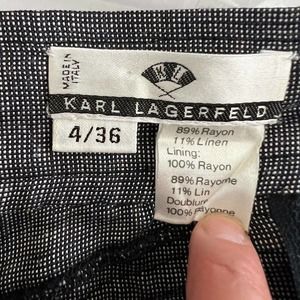 MADE IN
ITALY
K L
KARL LAGERFELD
4/36
89% Rayon
11% Linen
Lining:
100% Rayon
89% Rayonne
11% Lin
Doublure
100% Rayonne